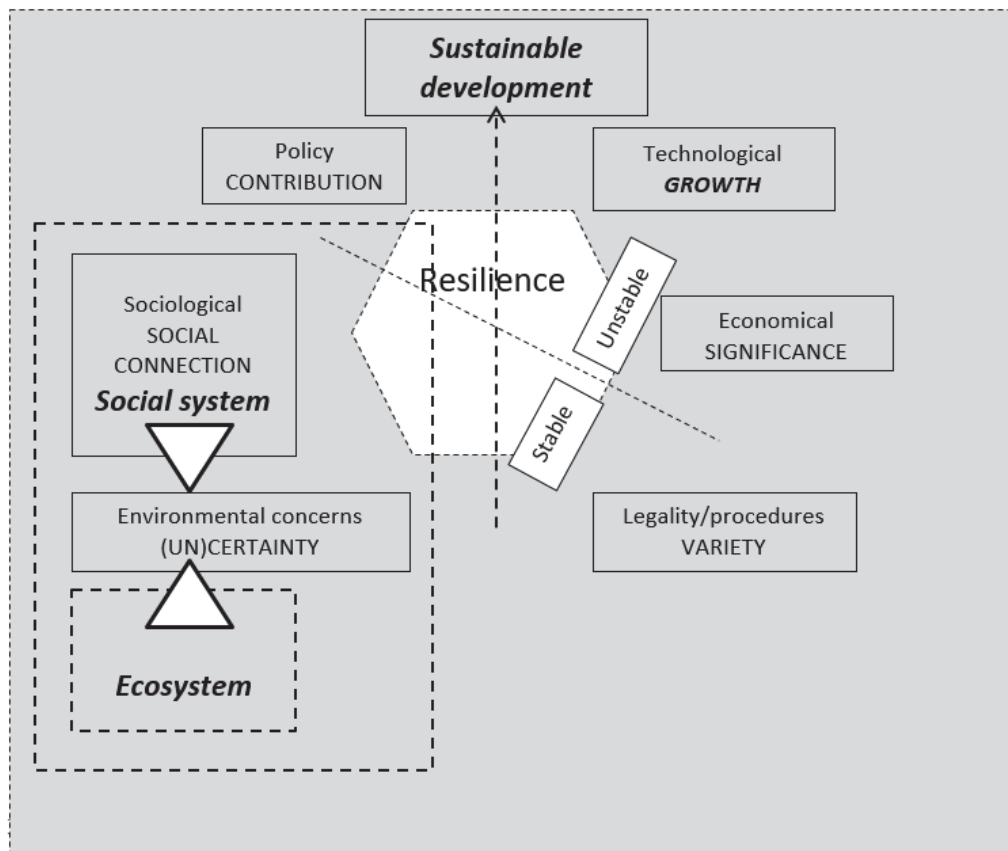 Sustainable
development
Policy
CONTRIBUTION
Technological
GROWTH
Resilience
Unstable
Stable
Sociological
SOCIAL
CONNECTION
Social system
Economical
SIGNIFICANCE
Environmental concerns
(UN)CERTAINTY
Legality/procedures
VARIETY
Ecosystem